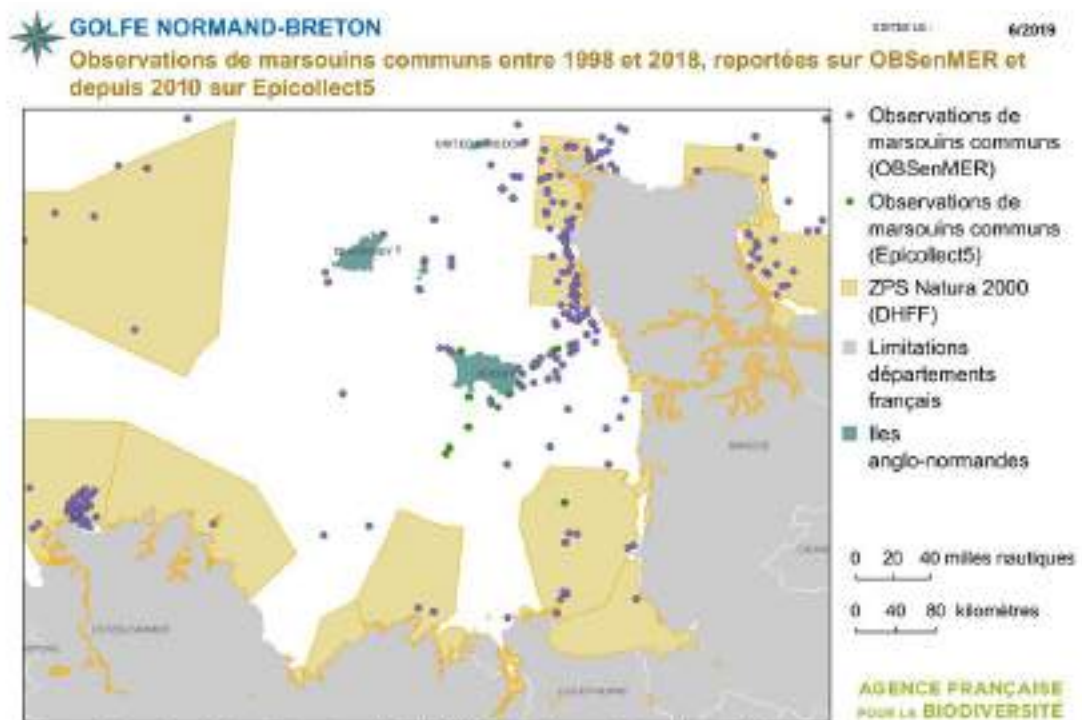 GOLFE NORMAND-BRETON
6/2019
Observations de marsouins communs entre 1998 et 2018, reportées sur OBSenMER et
depuis 2010 sur Epicollect5
Observations de
marsouins communs
(OBSenMER)
Observations de
marsouins communs
(Epicollect5)
ZPS Natura 2000
(DHFF)
Limitations
départements
français
Iles
anglo-normandes
0 20 40 milles nautiques
0 40 80 kilomètres
AGENCE FRANÇAISE
POUR LA BIODIVERSITÉ